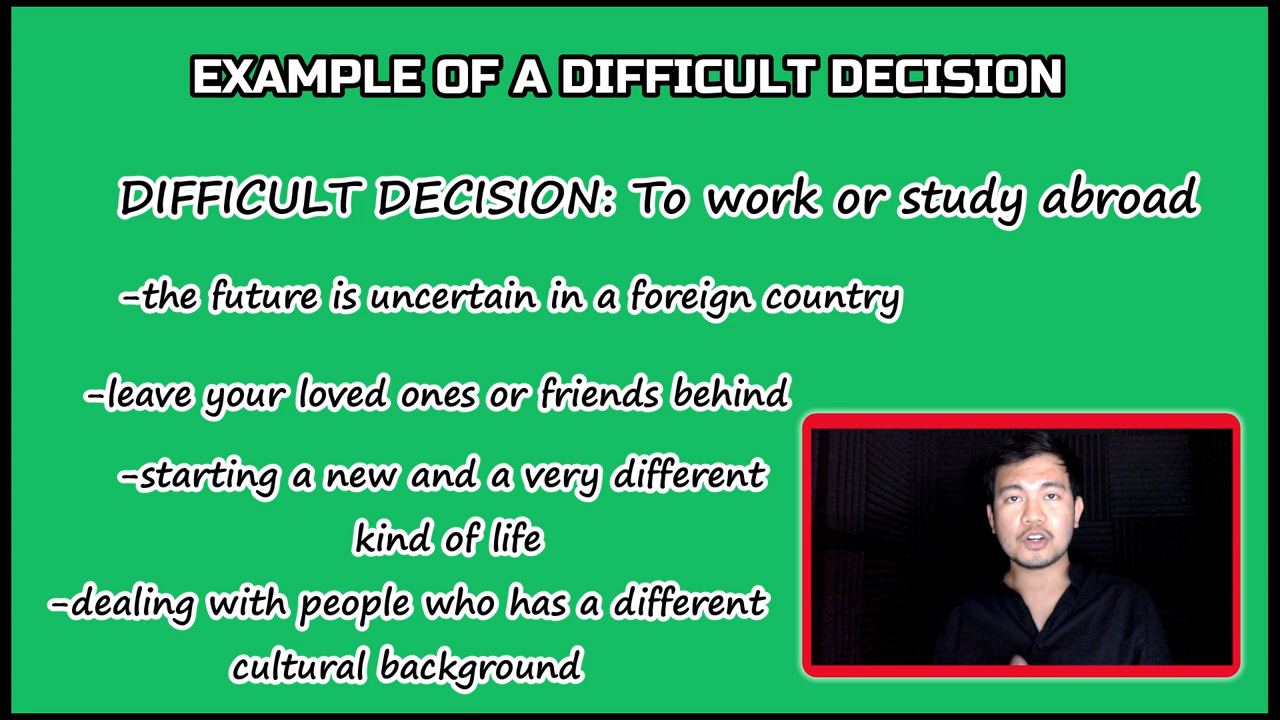 EXAMPLE OF A DIFFICULT DECISION
DIFFICULT DECISION: To work or study abroad
-the future is uncertain in a foreign country
-leave your loved ones or friends behind
-starting a new and a very different
kind of life
-dealing with people who has a different
cultural background